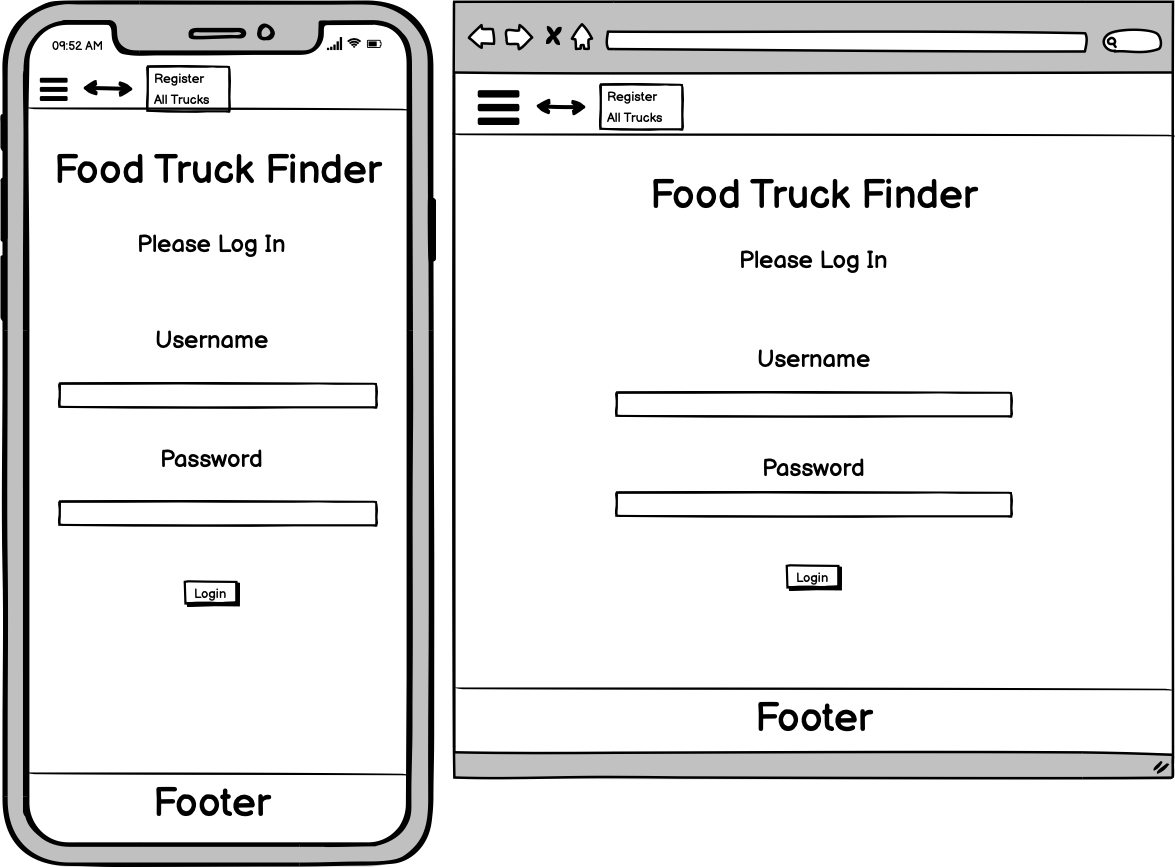 09:52 AM
Register
All Trucks
Food Truck Finder
Please Log In
Username
Password
Login
Footer
Register
All Trucks
Food Truck Finder
Please Log In
Username
Password
Login
Footer